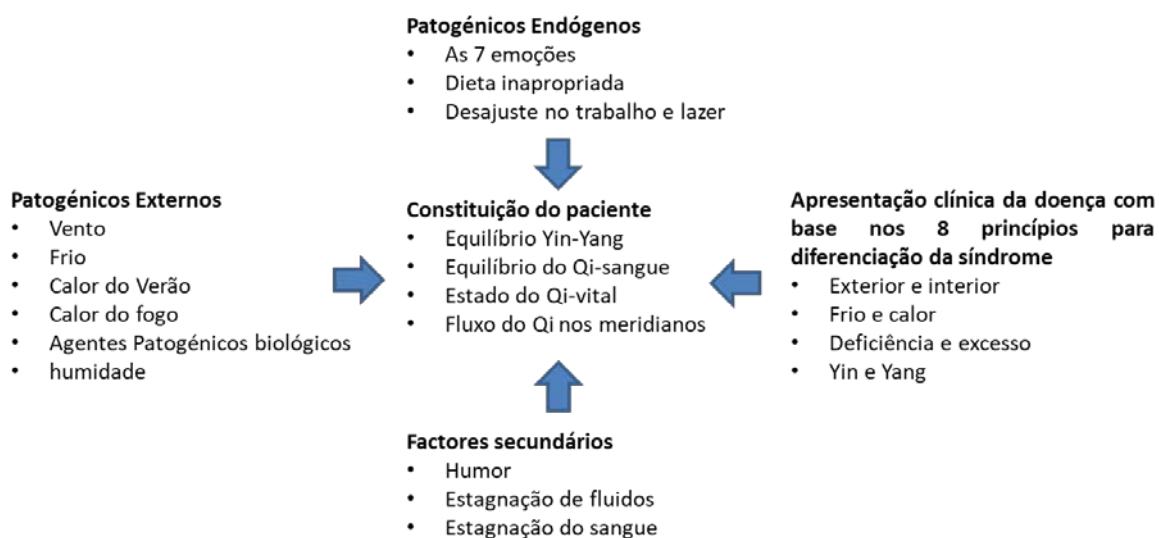 Patogénicos Endógenos
• As 7 emoções
• Dieta inapropriada
• Desajuste no trabalho e lazer
Patogénicos Externos
• Vento
• Frio
• Calor do Verão
• Calor do fogo
• Agentes Patogénicos biológicos
• humidade
Constituição do paciente
• Equilíbrio Yin-Yang
• Equilíbrio do Qi-sangue
• Estado do Qi-vital
• Fluxo do Qi nos meridianos
Apresentação clínica da doença com
base nos 8 princípios para
diferenciação da síndrome
• Exterior e interior
• Frio e calor
• Deficiência e excesso
• Yin e Yang
Factores secundários
• Humor
• Estagnação de fluidos
• Estagnação do sangue